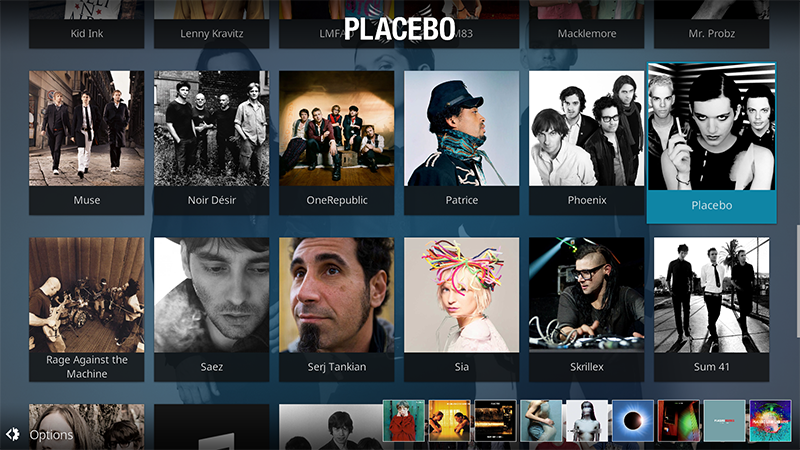 PLACEBO
Kid Ink
Lenny Kravitz
LMFA
M83
Macklemore
Mr. Probz
Muse
Noir Désir
OneRepublic
Patrice
Phoenix
Placebo
Rage Against the
Machine
Saez
Serj Tankian
Sia
Skrillex
Sum 41
Options